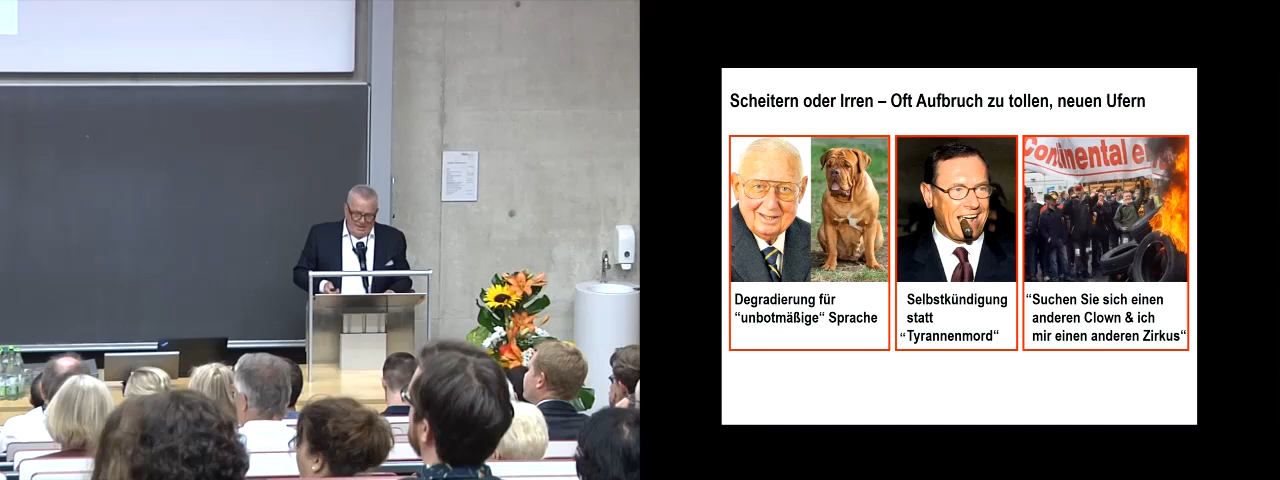 Scheitern oder Irren – Oft Aufbruch zu tollen, neuen Ufern
Continental e
Degradierung für
“unbotmäßige“ Sprache
Selbstkündigung
statt
“Tyrannenmord“
“Suchen Sie sich einen
anderen Clown & ich
mir einen anderen Zirkus“